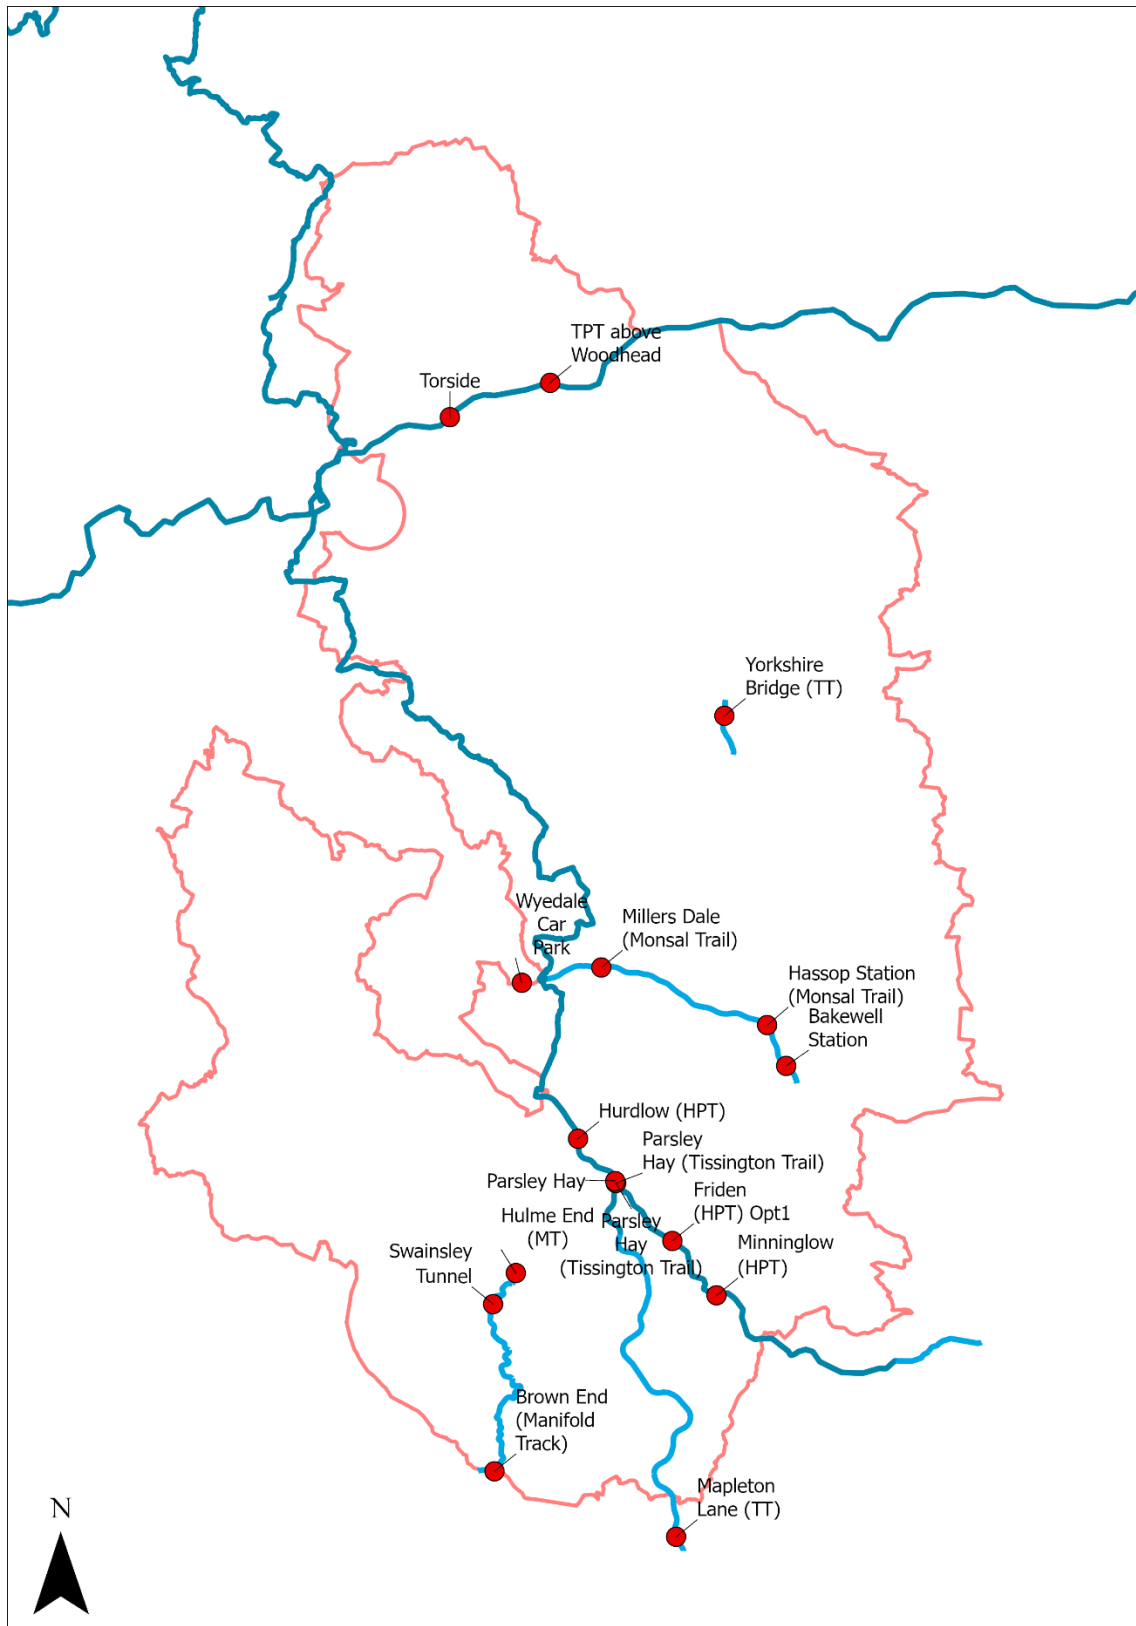 TPT above
Woodhead
Torside
Yorkshire
Bridge (TT)
Wyedale
Car
Park
Millers Dale
(Monsal Trail)
Hassop Station
(Monsal Trail)
Bakewell
Station
Hurdlow (HPT)
Parsley
Hay (Tissington Trail)
Parsley Hay
Friden
(HPT) Opt1
Hulme End
(MT)
Parsley
Hay
(Tissington Trail)
Minninglow
(HPT)
Swainsley
Tunnel
Brown End
(Manifold
Track)
Mapleton
Lane (TT)
N